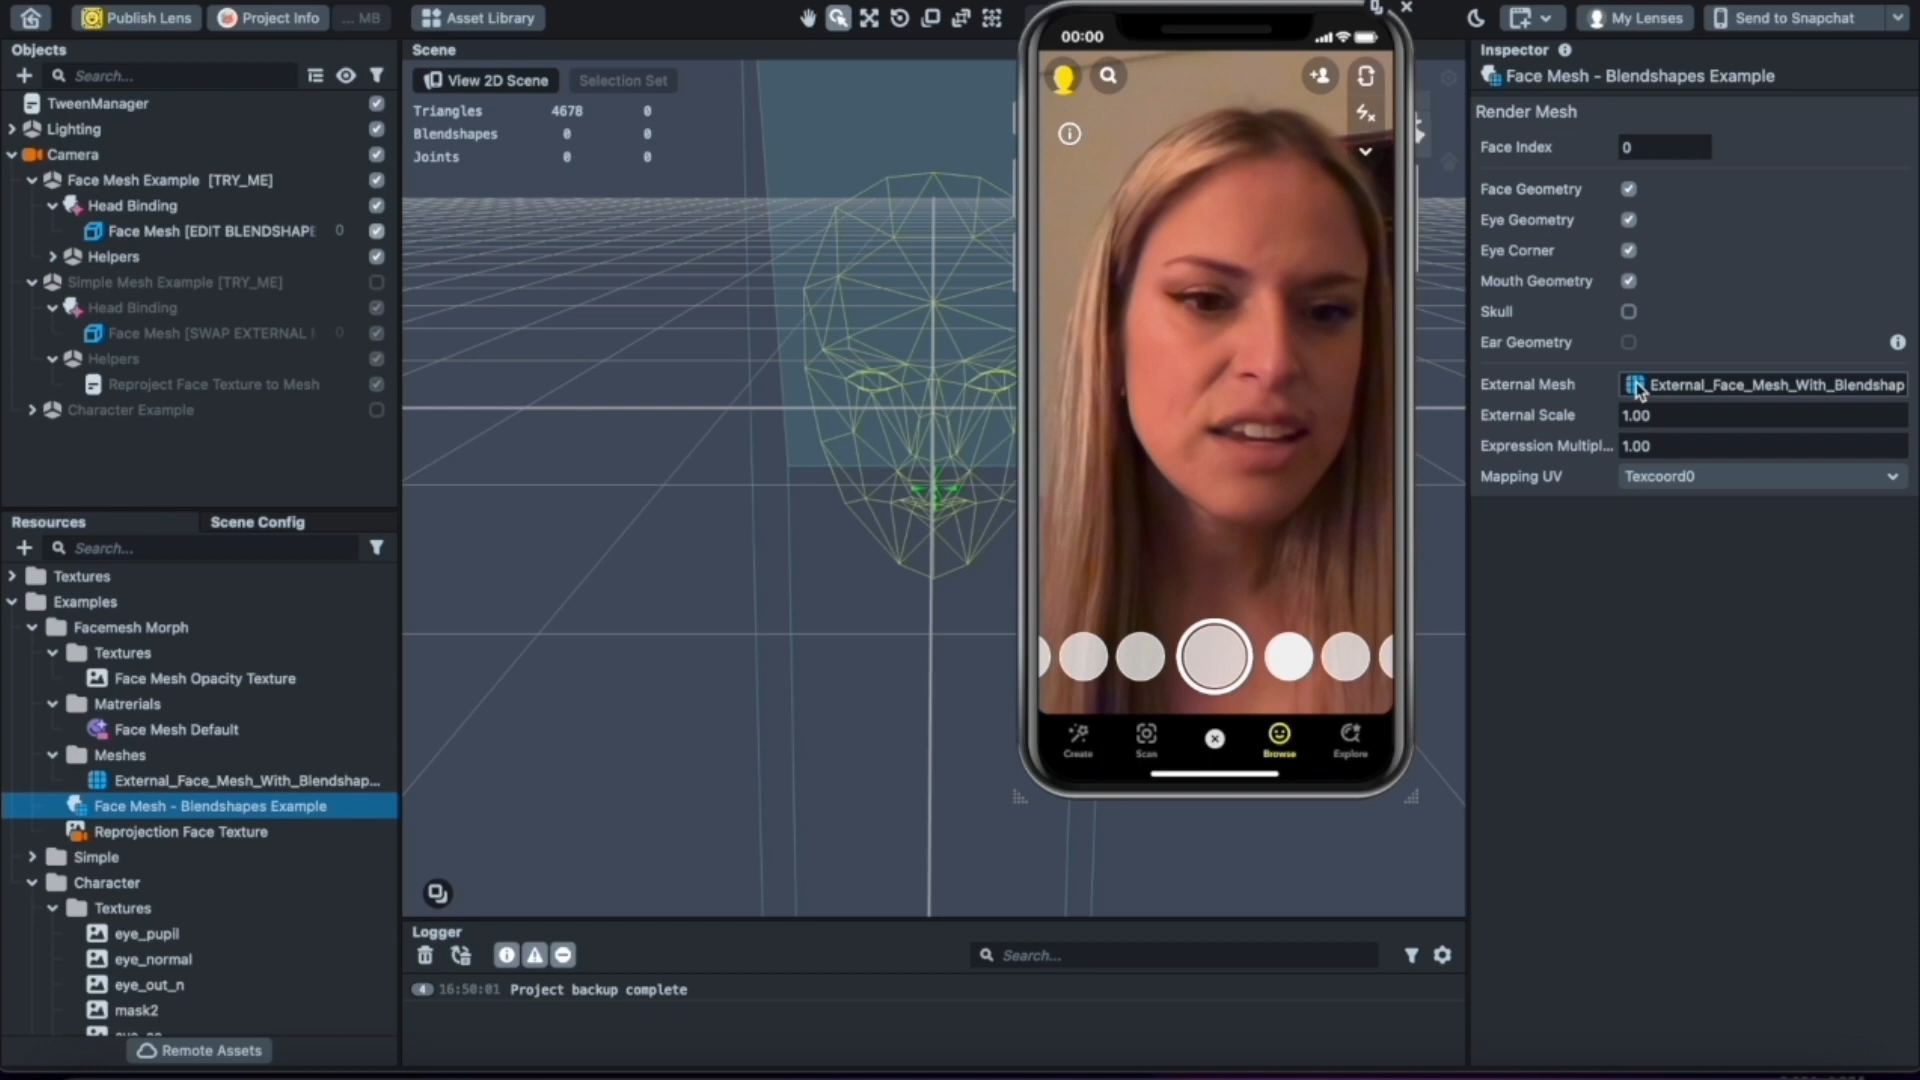 Publish Lens
Project Info
... MB
Asset Library
My Lenses
Send to Snapchat
Objects
Search...
TweenManager
Lighting
Camera
Face Mesh Example [TRY_ME]
Head Binding
Face Mesh [EDIT BLENDSHAPE 0
Helpers
Simple Mesh Example [TRY_ME]
Head Binding
Face Mesh [SWAP EXTERNAL 0
Helpers
Reproject Face Texture to Mesh
Character Example
Resources
Scene Config
Search...
Textures
Examples
Facemesh Morph
Textures
Face Mesh Opacity Texture
Matrerials
Face Mesh Default
Meshes
External_Face_Mesh_With_Blendshap...
Face Mesh - Blendshapes Example
Reprojection Face Texture
Simple
Character
Textures
eye_pupil
eye_normal
eye_out_n
mask2
Remote Assets
Scene
View 2D Scene
Selection Set
Triangles 4678 0
Blendshapes 0 0
Joints 0 0
00:00
Create
Scan
Browse
Explore
Logger
Search...
4 16:50:01 Project backup complete
Inspector
Face Mesh - Blendshapes Example
Render Mesh
Face Index 0
Face Geometry
Eye Geometry
Eye Corner
Mouth Geometry
Skull
Ear Geometry
External Mesh External_Face_Mesh_With_Blendshap
External Scale 1.00
Expression Multipl... 1.00
Mapping UV Texcoord0